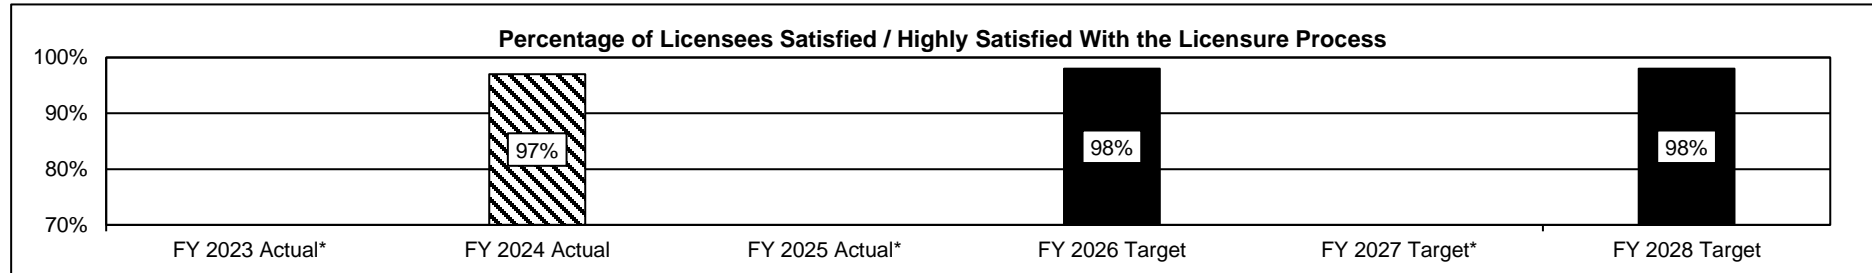 Percentage of Licensees Satisfied / Highly Satisfied With the Licensure Process
100%
90%
80%
70%
97%
98%
98%
FY 2023 Actual*
FY 2024 Actual
FY 2025 Actual*
FY 2026 Target
FY 2027 Target*
FY 2028 Target